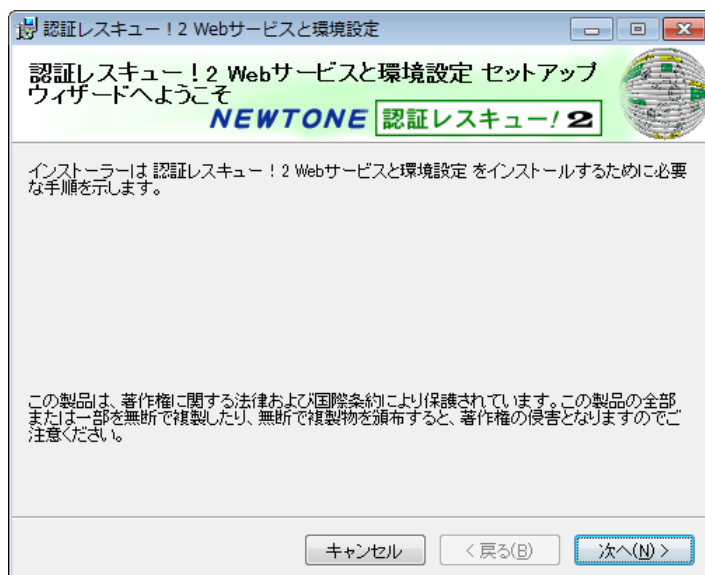 認証レスキュー！2 Webサービスと環境設定
認証レスキュー！2 Webサービスと環境設定 セットアップ
ウィザードへようこそ
NEWTONE 認証レスキュー！2
インストーラーは 認証レスキュー！2 Webサービスと環境設定 をインストールするために必要
な手順を示します。
この製品は、著作権に関する法律および国際条約により保護されています。この製品の全部
または一部を無断で複製したり、無断で複製物を頒布すると、著作権の侵害となりますのでご
注意ください。
キャンセル < 戻る(B) 次へ(N) >